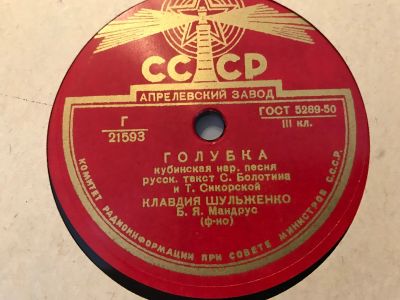 СССР
АПРЕЛЕВСКИЙ ЗАВОД
Г
21593
ГОСТ 5289-50
III кл.
ГОЛУБКА
кубинская нар. песня
русск. текст С. Болотина
и Т. Сикорской
КЛАВДИЯ ШУЛЬЖЕНКО
Б. Я. Мандрус
(ф-но)
КОМИТЕТ РАДИОИНФОРМАЦИИ ПРИ СОВЕТЕ МИНИСТРОВ С.С.С.Р.